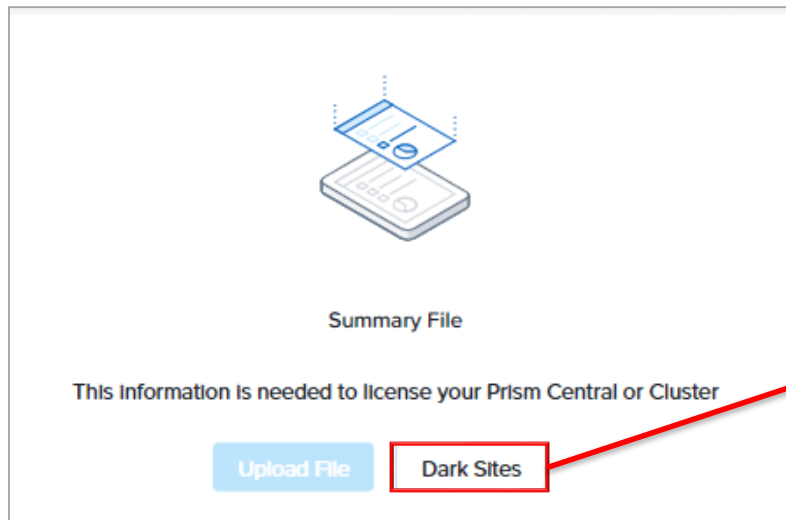 Summary File
This information is needed to license your Prism Central or Cluster
Upload File
Dark Sites